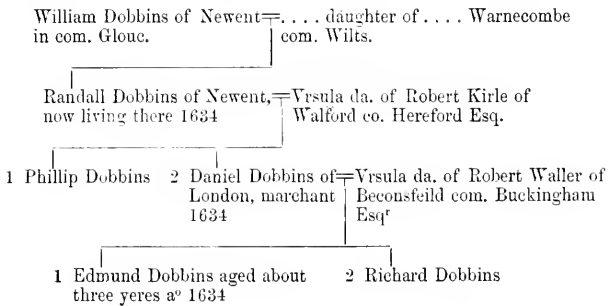 William Dobbins of Newent=. . . . daughter of . . . . Warnecombe
in com. Glouc. com. Wilts.
Randall Dobbins of Newent,=Vrsula da. of Robert Kirle of
now living there 1634 Walford co. Hereford Esq.
1 Phillip Dobbins 2 Daniel Dobbins of=Vrsula da. of Robert Waller of
London, marchant Beconsfeild com. Buckingham
1634 Esqʳ
1 Edmund Dobbins aged about 2 Richard Dobbins
three yeres aº 1634